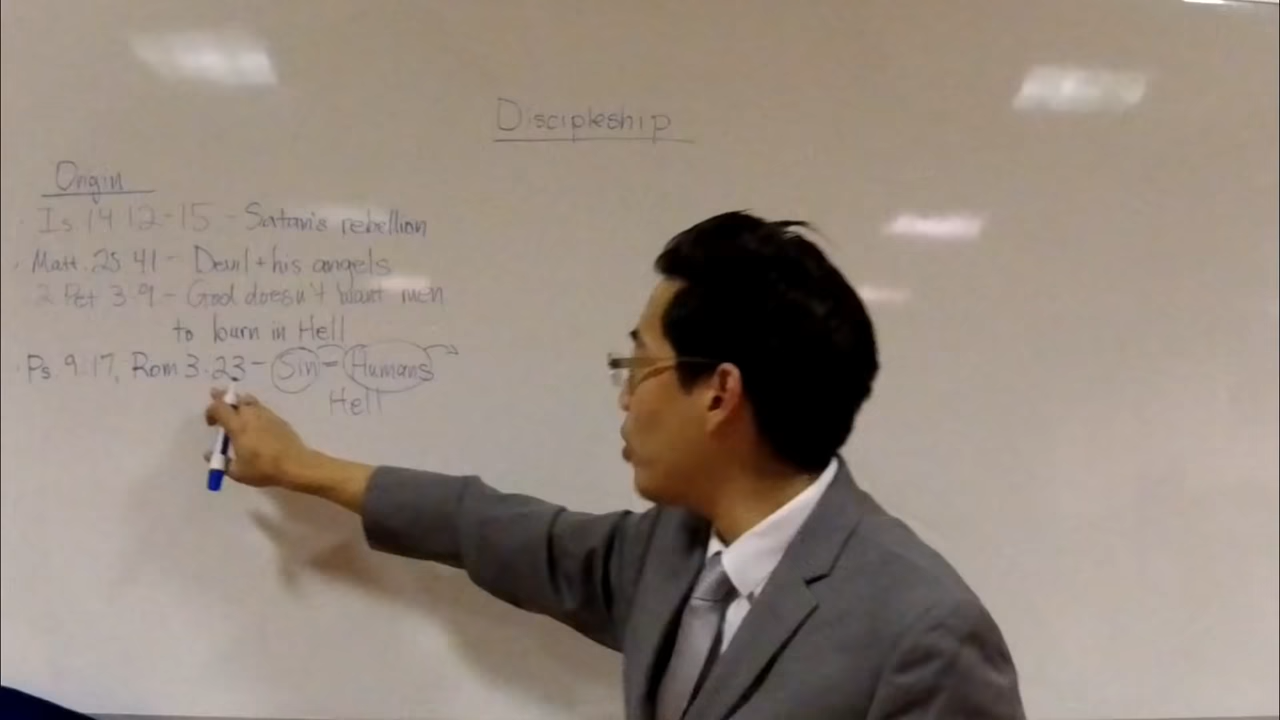 Discipleship
Origin
· Is 14:12-15 - Satan's rebellion
· Matt. 25:41 - Devil + his angels
2 Pet 3:9 - God doesn't want men
to burn in Hell
· Ps. 9:17, Rom 3:23 - Sin - Humans
Hell